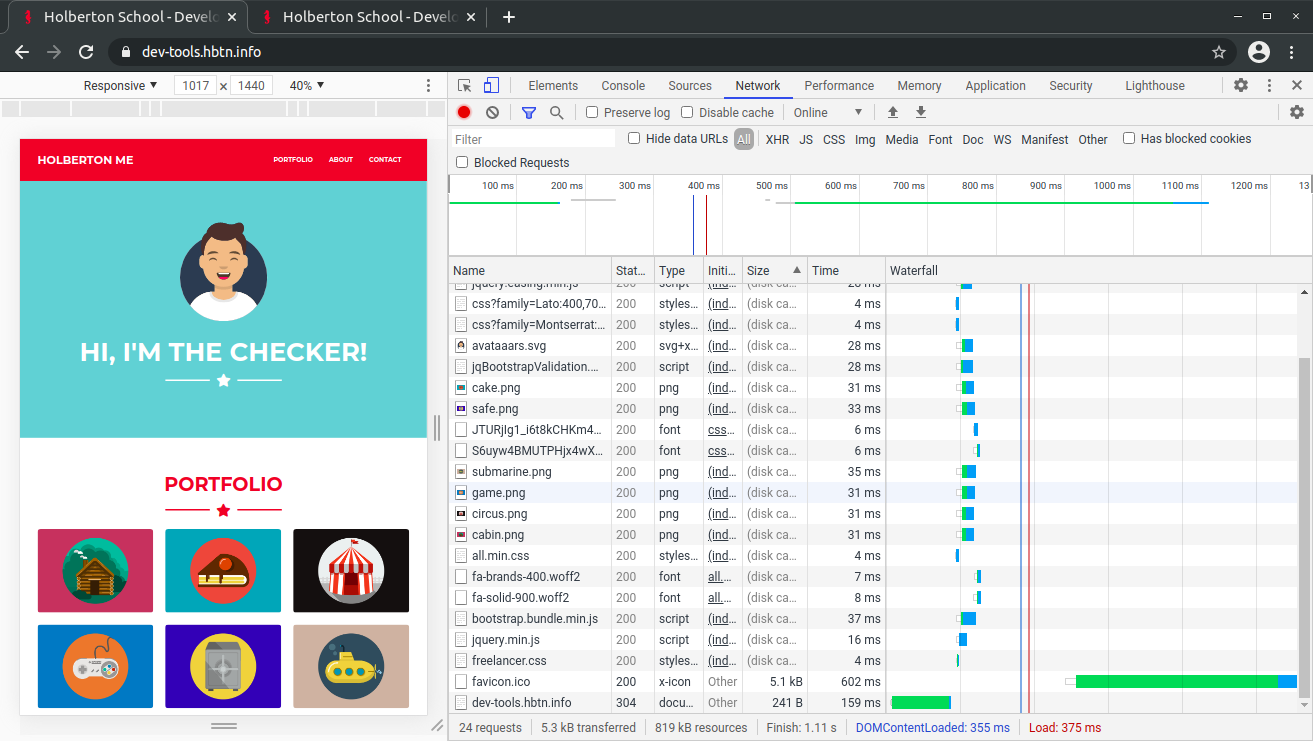 Holberton School - Develo
Holberton School - Develo
dev-tools.hbtn.info
Responsive 1017 x 1440 40%
Elements Console Sources Network Performance Memory Application Security Lighthouse
Preserve log Disable cache Online
Filter Hide data URLs All XHR JS CSS Img Media Font Doc WS Manifest Other Has blocked cookies
Blocked Requests
100 ms 200 ms 300 ms 400 ms 500 ms 600 ms 700 ms 800 ms 900 ms 1000 ms 1100 ms 1200 ms 13
HOLBERTON ME PORTFOLIO ABOUT CONTACT
HI, I'M THE CHECKER!
PORTFOLIO
Name Stat... Type Initi... Size Time Waterfall
jquery.easing.min.js 200 script (ind (disk ca... 28 ms
css?family=Lato:400,70... 200 styles... (ind... (disk ca... 4 ms
css?family=Montserrat:... 200 styles... (ind... (disk ca... 4 ms
avataaars.svg 200 svg+x... (ind... (disk ca... 28 ms
jqBootstrapValidation.... 200 script (ind... (disk ca... 28 ms
cake.png 200 png (ind... (disk ca... 31 ms
safe.png 200 png (ind... (disk ca... 33 ms
JTURjIg1_i6t8kCHKm4... 200 font css... (disk ca... 6 ms
S6uyw4BMUTPHjx4wX... 200 font css... (disk ca... 6 ms
submarine.png 200 png (ind... (disk ca... 35 ms
game.png 200 png (ind... (disk ca... 31 ms
circus.png 200 png (ind... (disk ca... 31 ms
cabin.png 200 png (ind... (disk ca... 31 ms
all.min.css 200 styles... (ind... (disk ca... 4 ms
fa-brands-400.woff2 200 font all.... (disk ca... 7 ms
fa-solid-900.woff2 200 font all.... (disk ca... 8 ms
bootstrap.bundle.min.js 200 script (ind... (disk ca... 37 ms
jquery.min.js 200 script (ind... (disk ca... 16 ms
freelancer.css 200 styles... (ind... (disk ca... 4 ms
favicon.ico 200 x-icon Other 5.1 kB 602 ms
dev-tools.hbtn.info 304 docu... Other 241 B 159 ms
24 requests 5.3 kB transferred 819 kB resources Finish: 1.11 s DOMContentLoaded: 355 ms Load: 375 ms